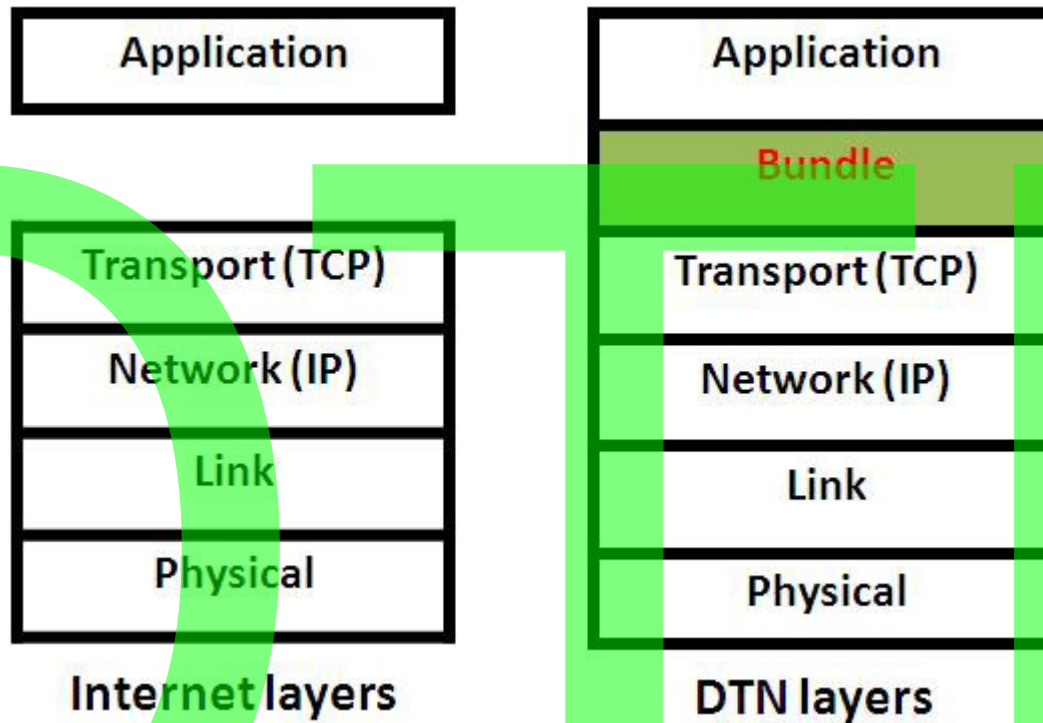 Application
Transport (TCP)
Network (IP)
Link
Physical
Internet layers
Application
Bundle
Transport (TCP)
Network (IP)
Link
Physical
DTN layers